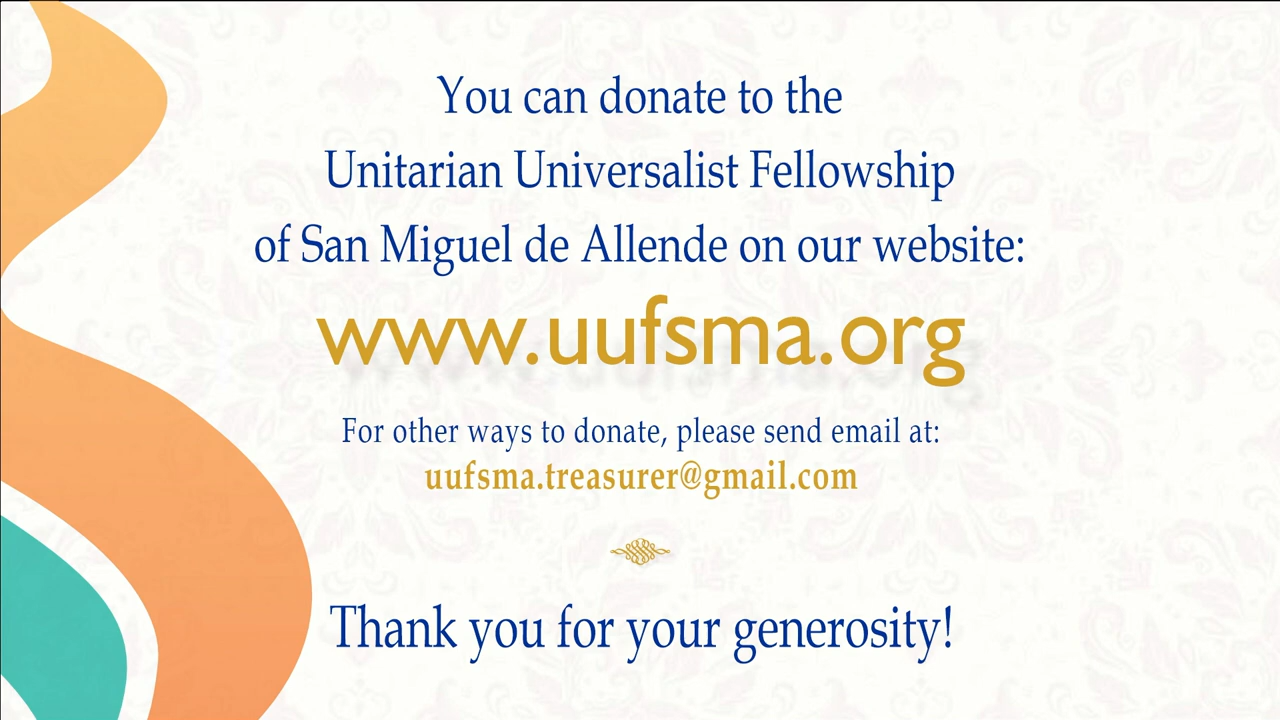 You can donate to the
Unitarian Universalist Fellowship
of San Miguel de Allende on our website:
www.uufsma.org
For other ways to donate, please send email at:
uufsma.treasurer@gmail.com
Thank you for your generosity!